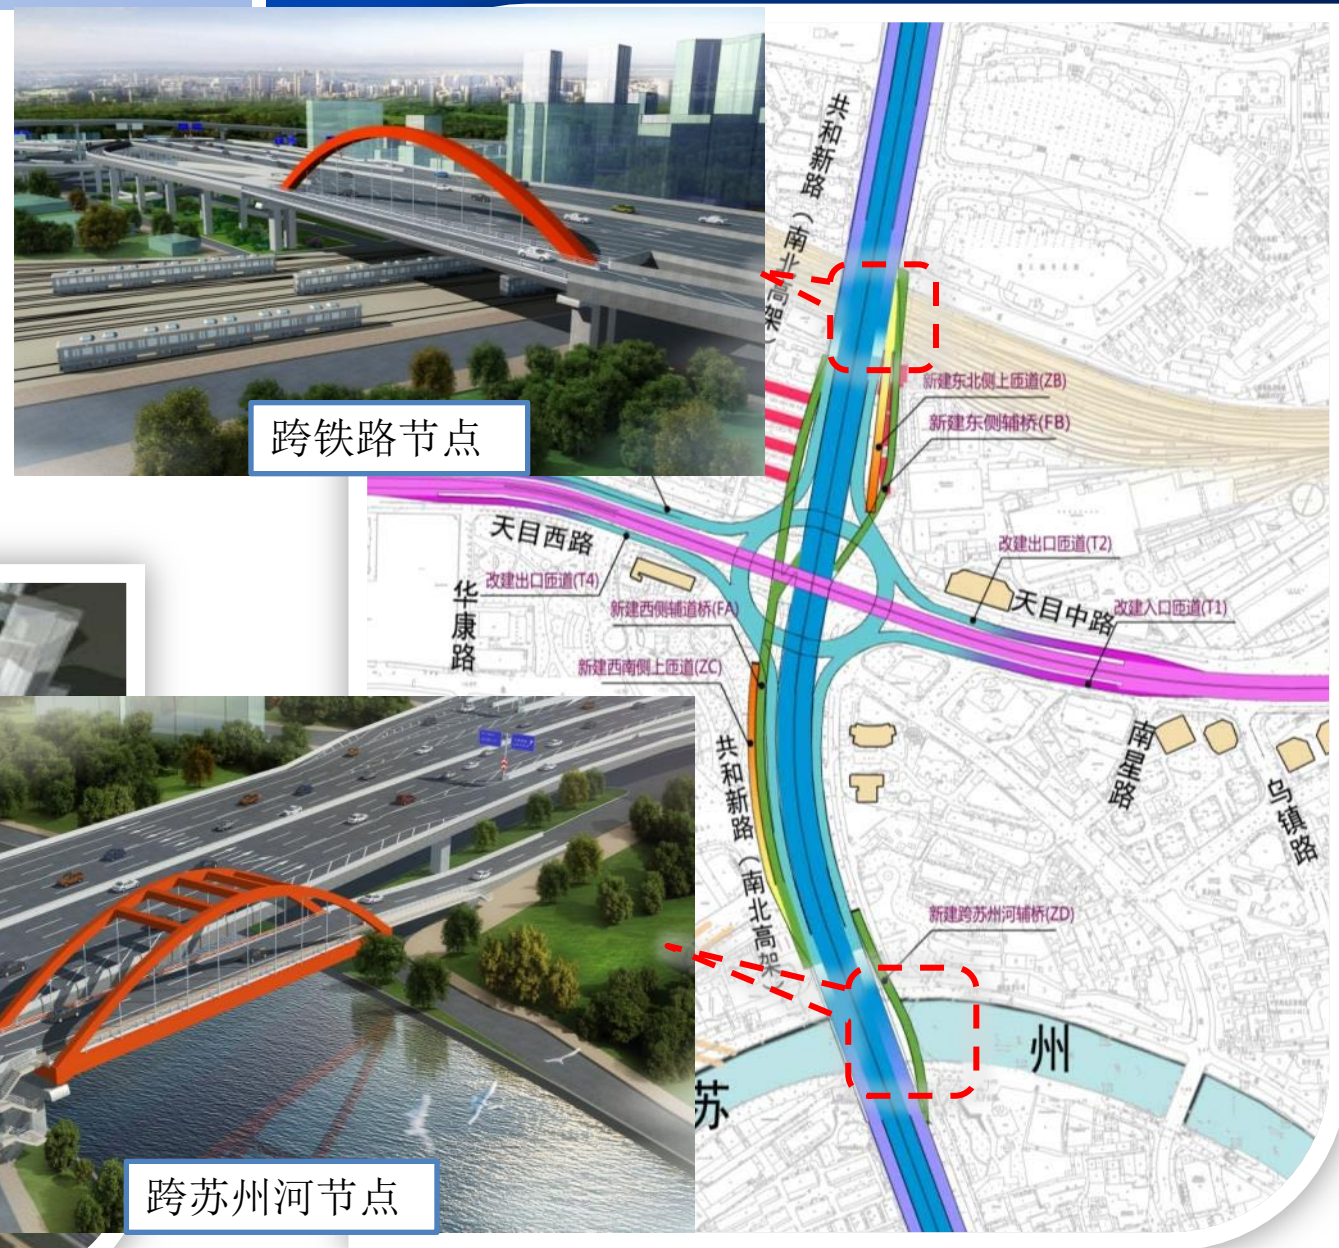 共和新路（南北高架）
跨铁路节点
新建东北侧上匝道(ZB)
新建东侧辅桥(FB)
天目西路
改建出口匝道(T2)
改建出口匝道(T4)
华康路
新建西侧辅道桥(FA)
天目中路
改建入口匝道(T1)
新建西南侧上匝道(ZC)
共和新路（南北高架）
南星路
乌镇路
新建跨苏州河辅桥(ZD)
州
苏
跨苏州河节点